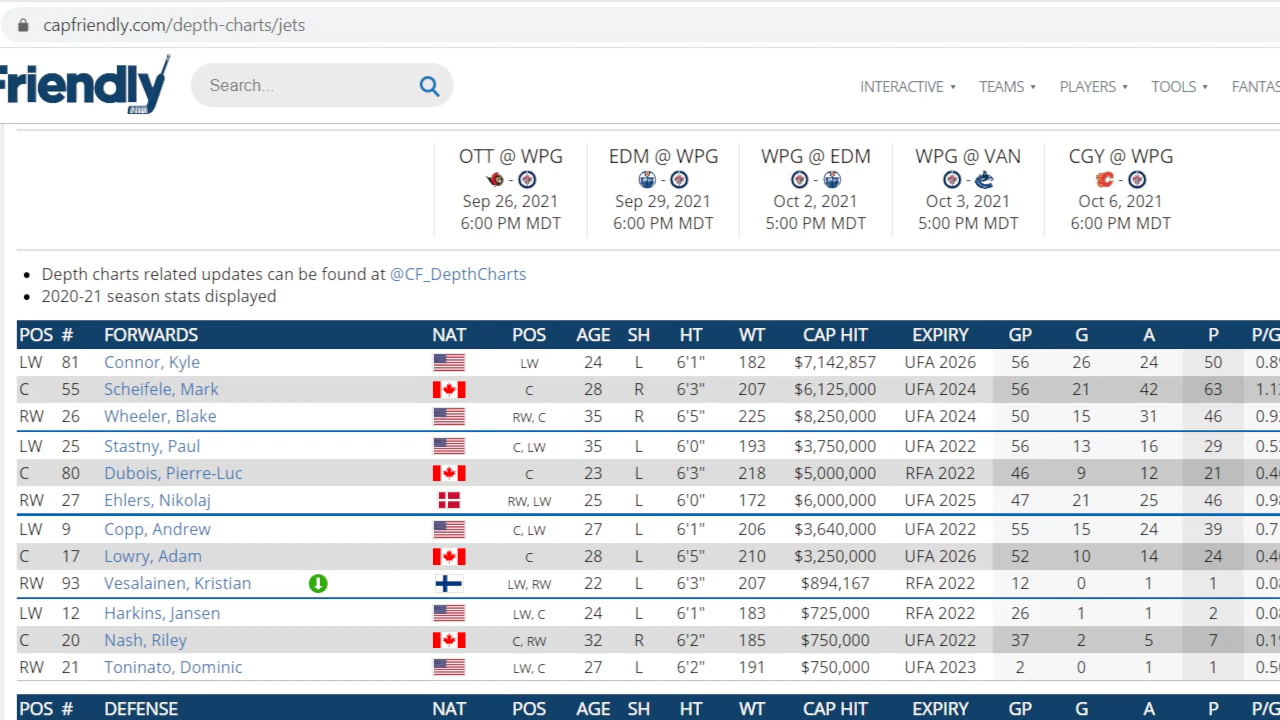 capfriendly.com/depth-charts/jets
Friendly
Search...
INTERACTIVE TEAMS PLAYERS TOOLS FANTAS
OTT @ WPG EDM @ WPG WPG @ EDM WPG @ VAN CGY @ WPG
- - - - -
Sep 26, 2021 Sep 29, 2021 Oct 2, 2021 Oct 3, 2021 Oct 6, 2021
6:00 PM MDT 6:00 PM MDT 5:00 PM MDT 5:00 PM MDT 6:00 PM MDT
• Depth charts related updates can be found at @CF_DepthCharts
• 2020-21 season stats displayed
POS # FORWARDS NAT POS AGE SH HT WT CAP HIT EXPIRY GP G A P P/G
LW 81 Connor, Kyle LW 24 L 6'1" 182 $7,142,857 UFA 2026 56 26 24 50 0.8
C 55 Scheifele, Mark C 28 R 6'3" 207 $6,125,000 UFA 2024 56 21 42 63 1.1
RW 26 Wheeler, Blake RW, C 35 R 6'5" 225 $8,250,000 UFA 2024 50 15 31 46 0.9
LW 25 Stastny, Paul C, LW 35 L 6'0" 193 $3,750,000 UFA 2022 56 13 16 29 0.5
C 80 Dubois, Pierre-Luc C 23 L 6'3" 218 $5,000,000 RFA 2022 46 9 12 21 0.4
RW 27 Ehlers, Nikolaj RW, LW 25 L 6'0" 172 $6,000,000 UFA 2025 47 21 25 46 0.9
LW 9 Copp, Andrew C, LW 27 L 6'1" 206 $3,640,000 UFA 2022 55 15 24 39 0.7
C 17 Lowry, Adam C 28 L 6'5" 210 $3,250,000 UFA 2026 52 10 14 24 0.4
RW 93 Vesalainen, Kristian LW, RW 22 L 6'3" 207 $894,167 RFA 2022 12 0 1 1 0.0
LW 12 Harkins, Jansen LW, C 24 L 6'1" 183 $725,000 RFA 2022 26 1 1 2 0.0
C 20 Nash, Riley C, RW 32 R 6'2" 185 $750,000 UFA 2022 37 2 5 7 0.1
RW 21 Toninato, Dominic LW, C 27 L 6'2" 191 $750,000 UFA 2023 2 0 1 1 0.5
POS # DEFENSE NAT POS AGE SH HT WT CAP HIT EXPIRY GP G A P P/G